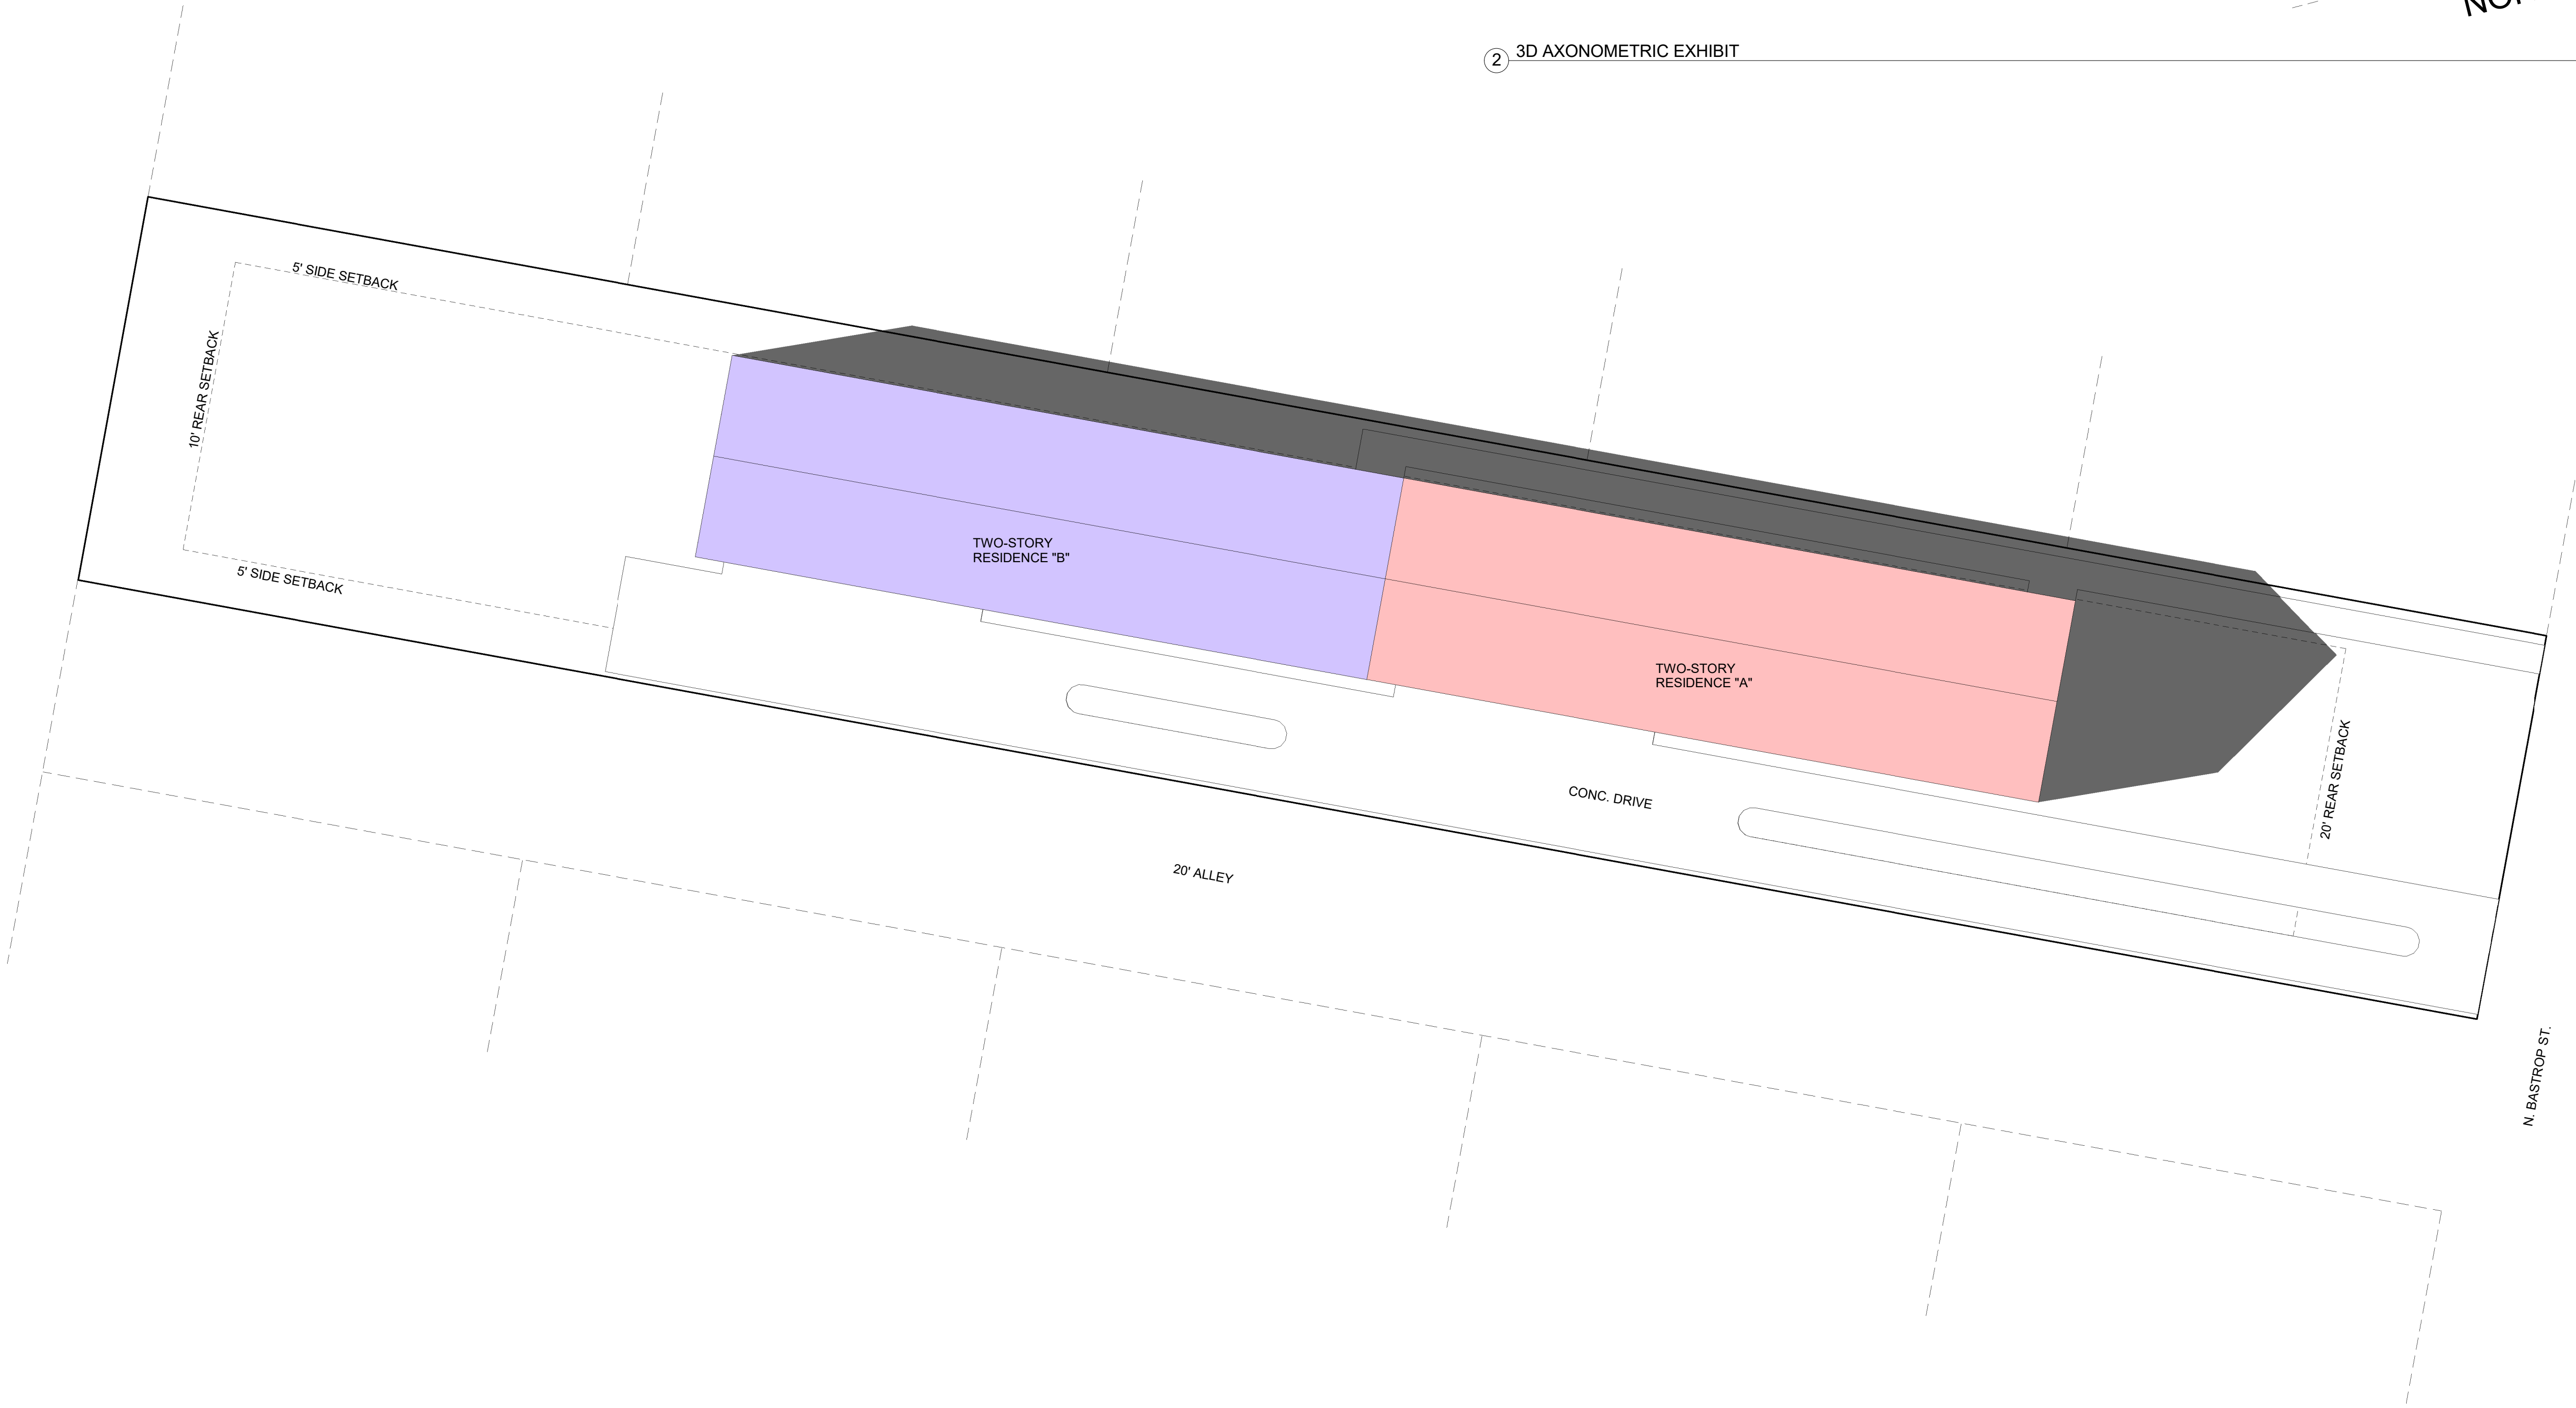 2 3D AXONOMETRIC EXHIBIT
5' SIDE SETBACK
10' REAR SETBACK
5' SIDE SETBACK
TWO-STORY
RESIDENCE "B"
TWO-STORY
RESIDENCE "A"
CONC. DRIVE
20' REAR SETBACK
20' ALLEY
N. BASTROP ST.